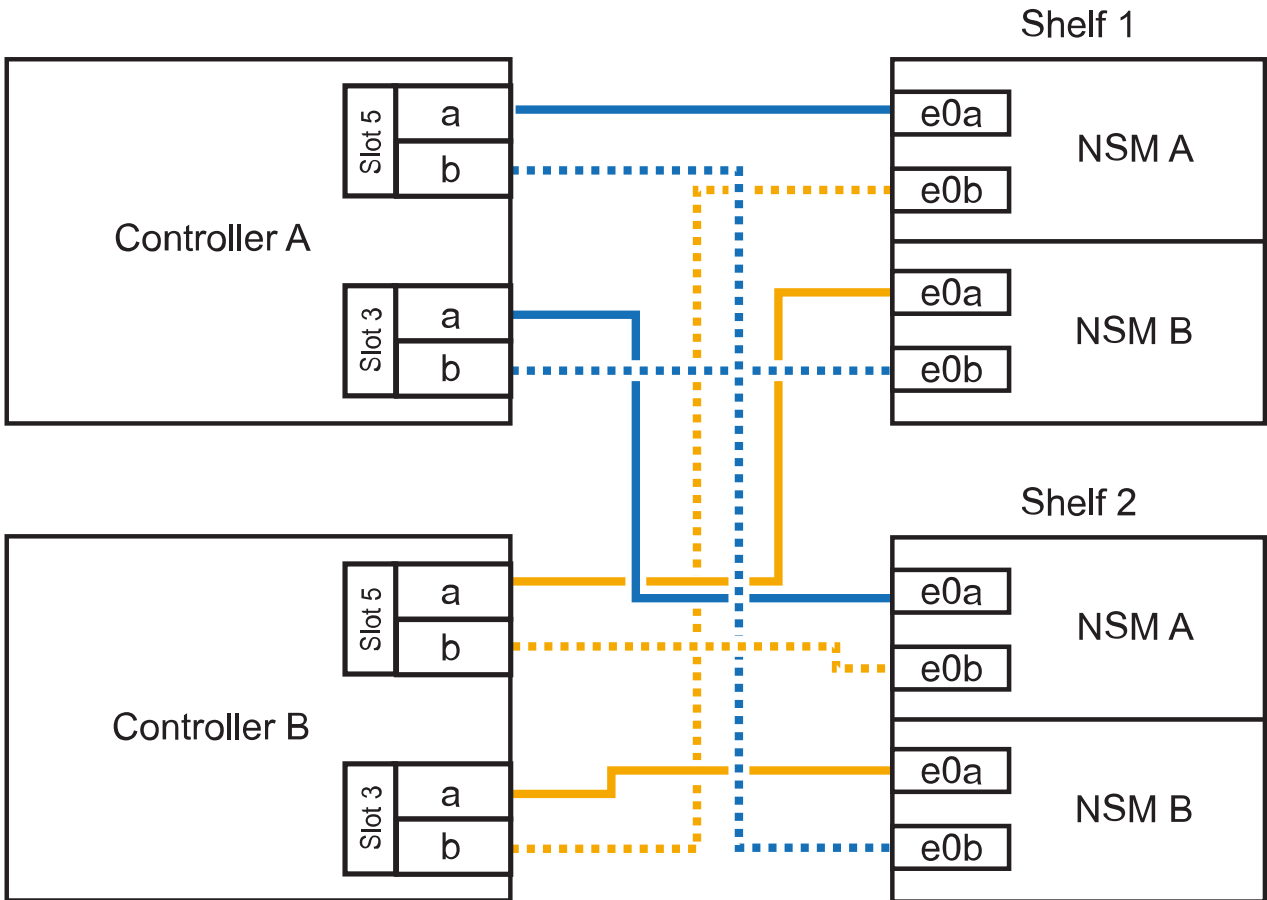 Shelf 1
Controller A
Slot 5
a
b
Slot 3
a
b
e0a
e0b
NSM A
e0a
e0b
NSM B
Shelf 2
Controller B
Slot 5
a
b
Slot 3
a
b
e0a
e0b
NSM A
e0a
e0b
NSM B